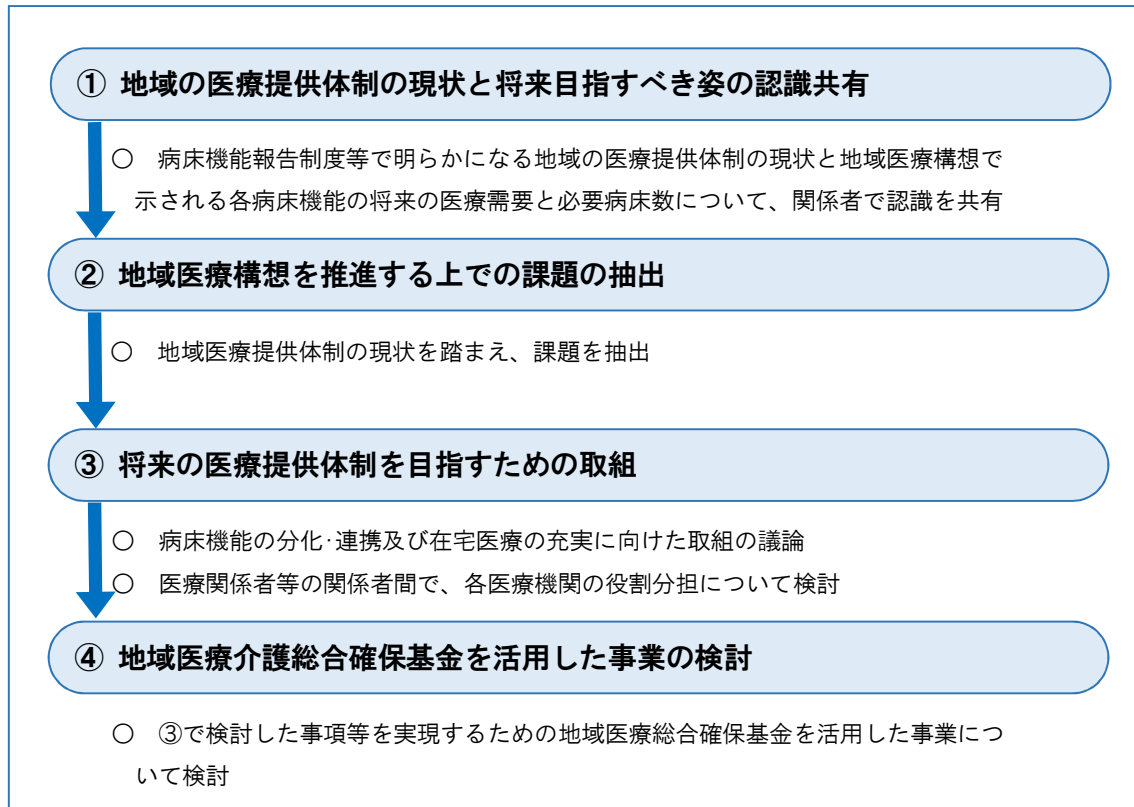 ① 地域の医療提供体制の現状と将来目指すべき姿の認識共有
○ 病床機能報告制度等で明らかになる地域の医療提供体制の現状と地域医療構想で
示される各病床機能の将来の医療需要と必要病床数について、関係者で認識を共有
② 地域医療構想を推進する上での課題の抽出
○ 地域医療提供体制の現状を踏まえ、課題を抽出
③ 将来の医療提供体制を目指すための取組
○ 病床機能の分化･連携及び在宅医療の充実に向けた取組の議論
○ 医療関係者等の関係者間で、各医療機関の役割分担について検討
④ 地域医療介護総合確保基金を活用した事業の検討
○ ③で検討した事項等を実現するための地域医療総合確保基金を活用した事業につ
いて検討